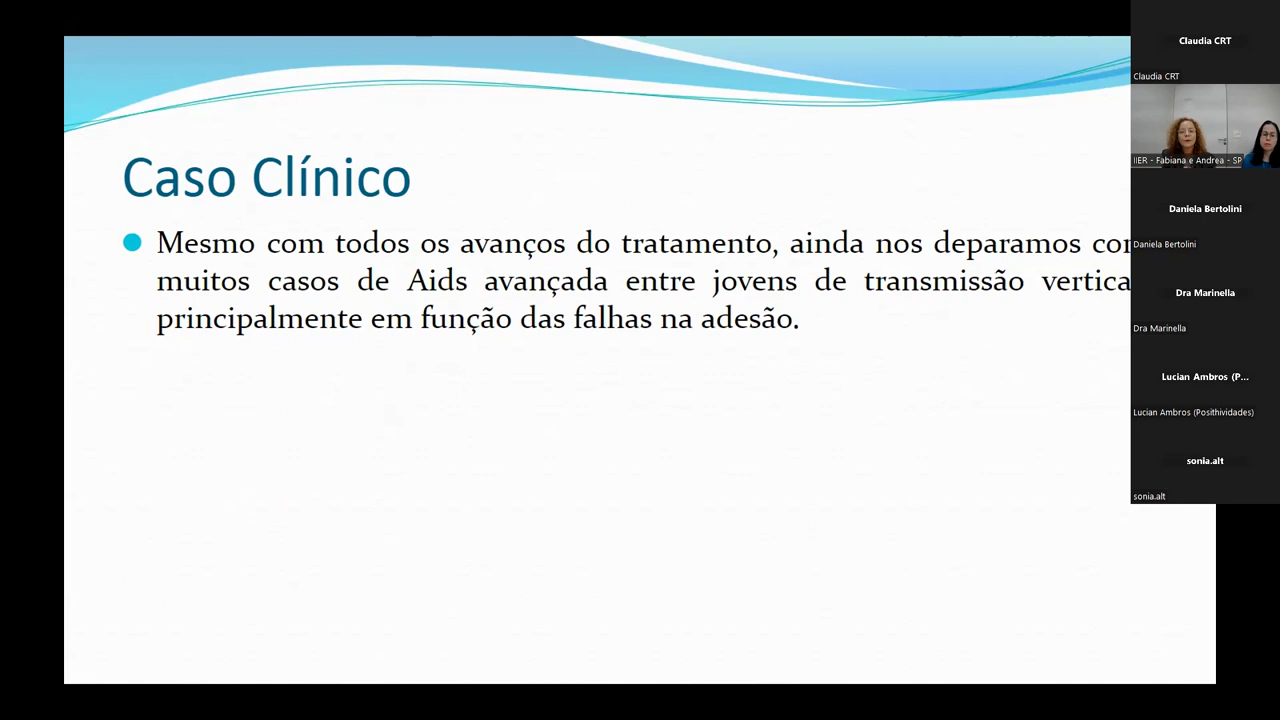 Caso Clínico
Mesmo com todos os avanços do tratamento, ainda nos deparamos
muitos casos de Aids avançada entre jovens de transmissão
principalmente em função das falhas na adesão.
Claudia CRT
Claudia CRT
IIER - Fabiana e Andrea - SP
Daniela Bertolini
Daniela Bertolini
Dra Marinella
Dra Marinella
Lucian Ambros (P...
Lucian Ambros (Posithividades)
sonia.alt
sonia.alt